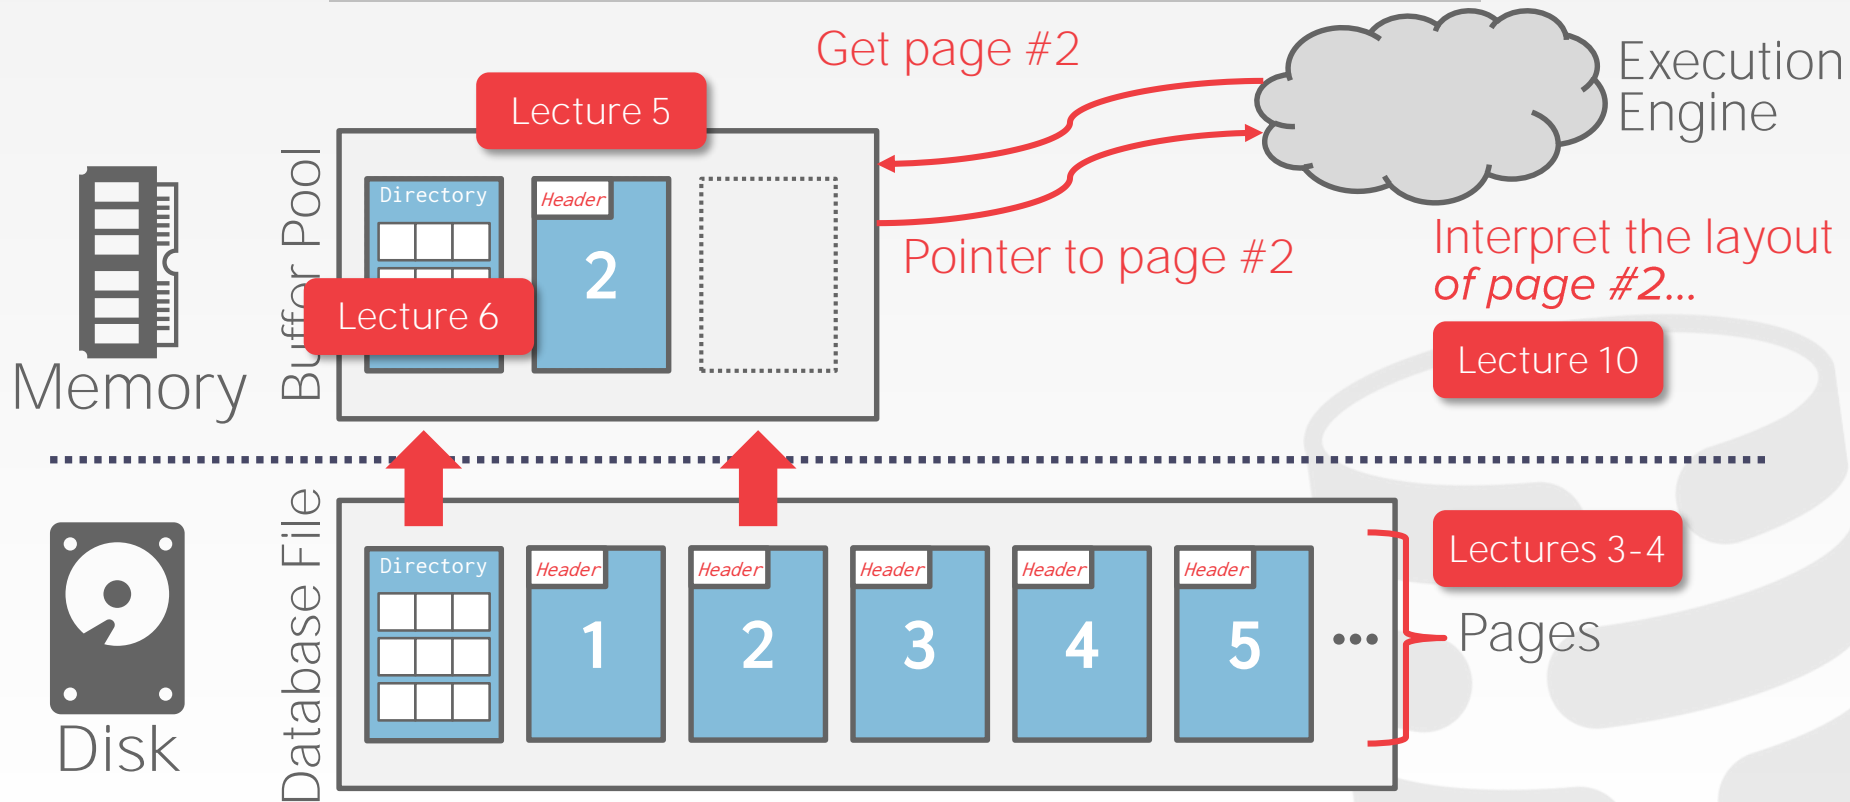 Get page #2
Execution
Engine
Lecture 5
Buffer Pool
Directory
Header
2
Pointer to page #2
Interpret the layout
of page #2...
Lecture 6
Lecture 10
Memory
Database File
Lectures 3-4
Directory
Header
Header
Header
Header
Header
1
2
3
4
5
...
Pages
Disk